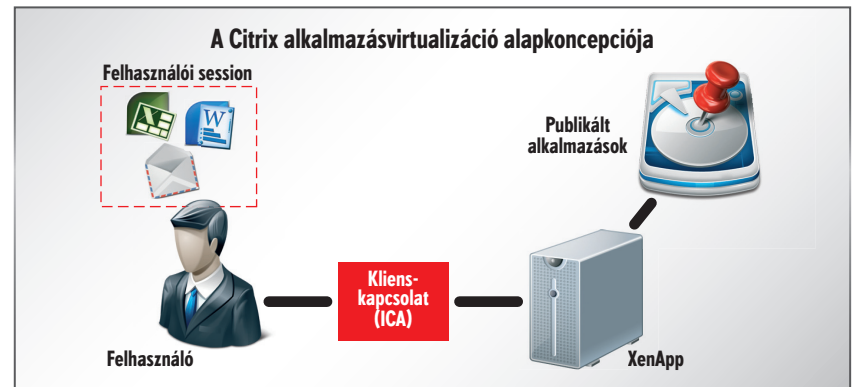 A Citrix alkalmazásvirtualizáció alapkoncepciója
Felhasználói session
X
W
Publikált
alkalmazások
Kliens-
kapcsolat
(ICA)
Felhasználó
XenApp